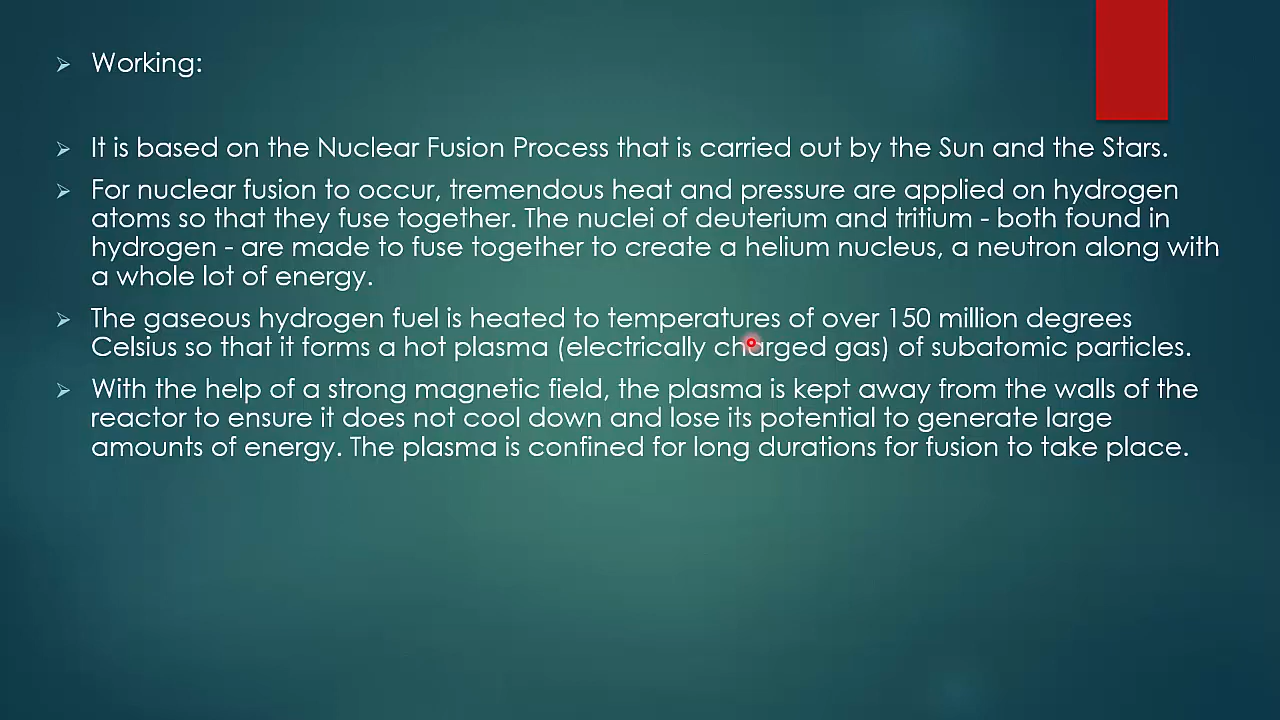 Working:
It is based on the Nuclear Fusion Process that is carried out by the Sun and the Stars.
For nuclear fusion to occur, tremendous heat and pressure are applied on hydrogen
atoms so that they fuse together. The nuclei of deuterium and tritium - both found in
hydrogen - are made to fuse together to create a helium nucleus, a neutron along with
a whole lot of energy.
The gaseous hydrogen fuel is heated to temperatures of over 150 million degrees
Celsius so that it forms a hot plasma (electrically charged gas) of subatomic particles.
With the help of a strong magnetic field, the plasma is kept away from the walls of the
reactor to ensure it does not cool down and lose its potential to generate large
amounts of energy. The plasma is confined for long durations for fusion to take place.